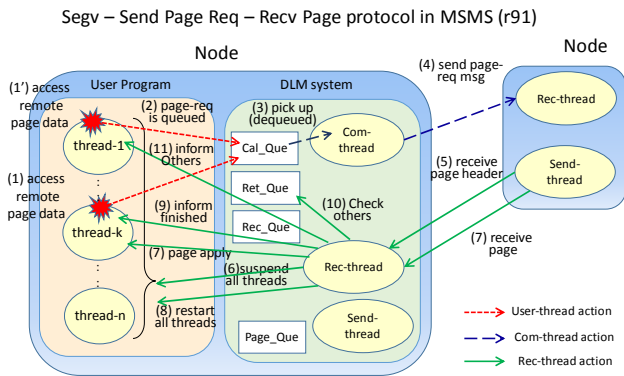 Segv – Send Page Req – Recv Page protocol in MSMS (r91)
Node
Node
User Program
DLM system
(4) send page-
req msg
(1') access
remote
page data
(2) page-req
is queued
(3) pick up
(dequeued)
Rec-thread
thread-1
Cal_Que
Com-
thread
(11) inform
Others
(5) receive
page header
Send-
thread
⋮
Ret_Que
(1) access
remote
page data
(9) inform
finished
(10) Check
others
Rec_Que
thread-k
(7) receive
page
(7) page apply
(6)suspend
all threads
Rec-thread
⋮
thread-n
(8) restart
all threads
Send-
thread
Page_Que
User-thread action
Com-thread action
Rec-thread action